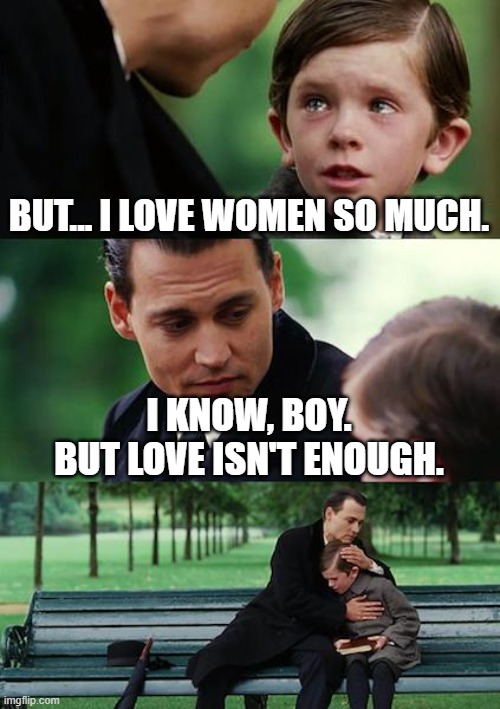 BUT... I LOVE WOMEN SO MUCH.
I KNOW, BOY.
BUT LOVE ISN'T ENOUGH.
imgflip.com